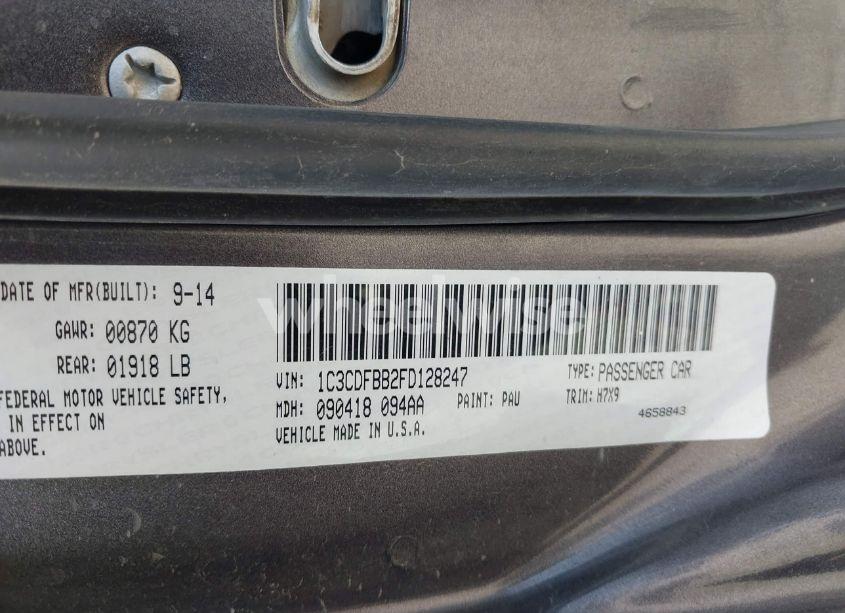 DATE OF MFR(BUILT): 9-14
GAWR: 00870 KG
REAR: 01918 LB
FEDERAL MOTOR VEHICLE SAFETY,
IN EFFECT ON
ABOVE.
wheelwise
VIN: 1C3CDFBB2FD128247
TYPE: PASSENGER CAR
MDH: 090418 094AA
PAINT: PAU
TRIM: H7X9
VEHICLE MADE IN U.S.A.
4658843